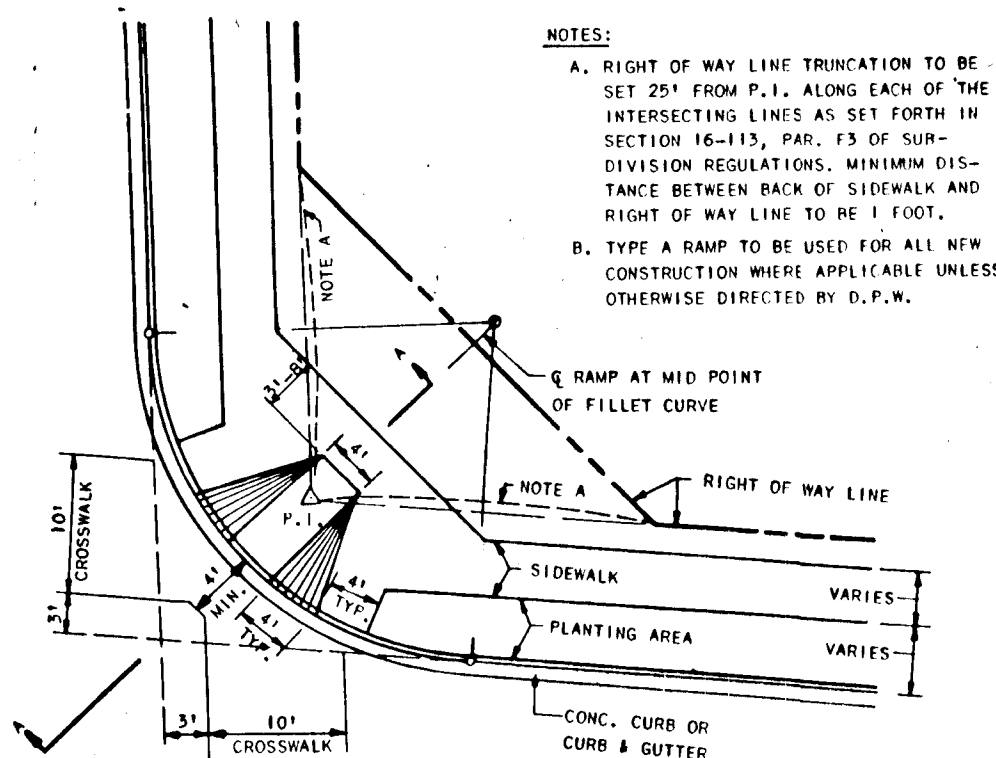 NOTES:
A. RIGHT OF WAY LINE TRUNCATION TO BE
SET 25' FROM P.I. ALONG EACH OF THE
INTERSECTING LINES AS SET FORTH IN
SECTION 16-113, PAR. F3 OF SUB-
DIVISION REGULATIONS. MINIMUM DIS-
TANCE BETWEEN BACK OF SIDEWALK AND
RIGHT OF WAY LINE TO BE 1 FOOT.
B. TYPE A RAMP TO BE USED FOR ALL NEW
CONSTRUCTION WHERE APPLICABLE UNLESS
OTHERWISE DIRECTED BY D.P.W.
NOTE A
A
3'-8"
℄ RAMP AT MID POINT
OF FILLET CURVE
4'
P.I.
NOTE A
RIGHT OF WAY LINE
10'
CROSSWALK
3'
4'
MIN.
4'
TYP.
4'
TYP.
SIDEWALK
VARIES
PLANTING AREA
VARIES
A
3'
10'
CROSSWALK
CONC. CURB OR
CURB & GUTTER